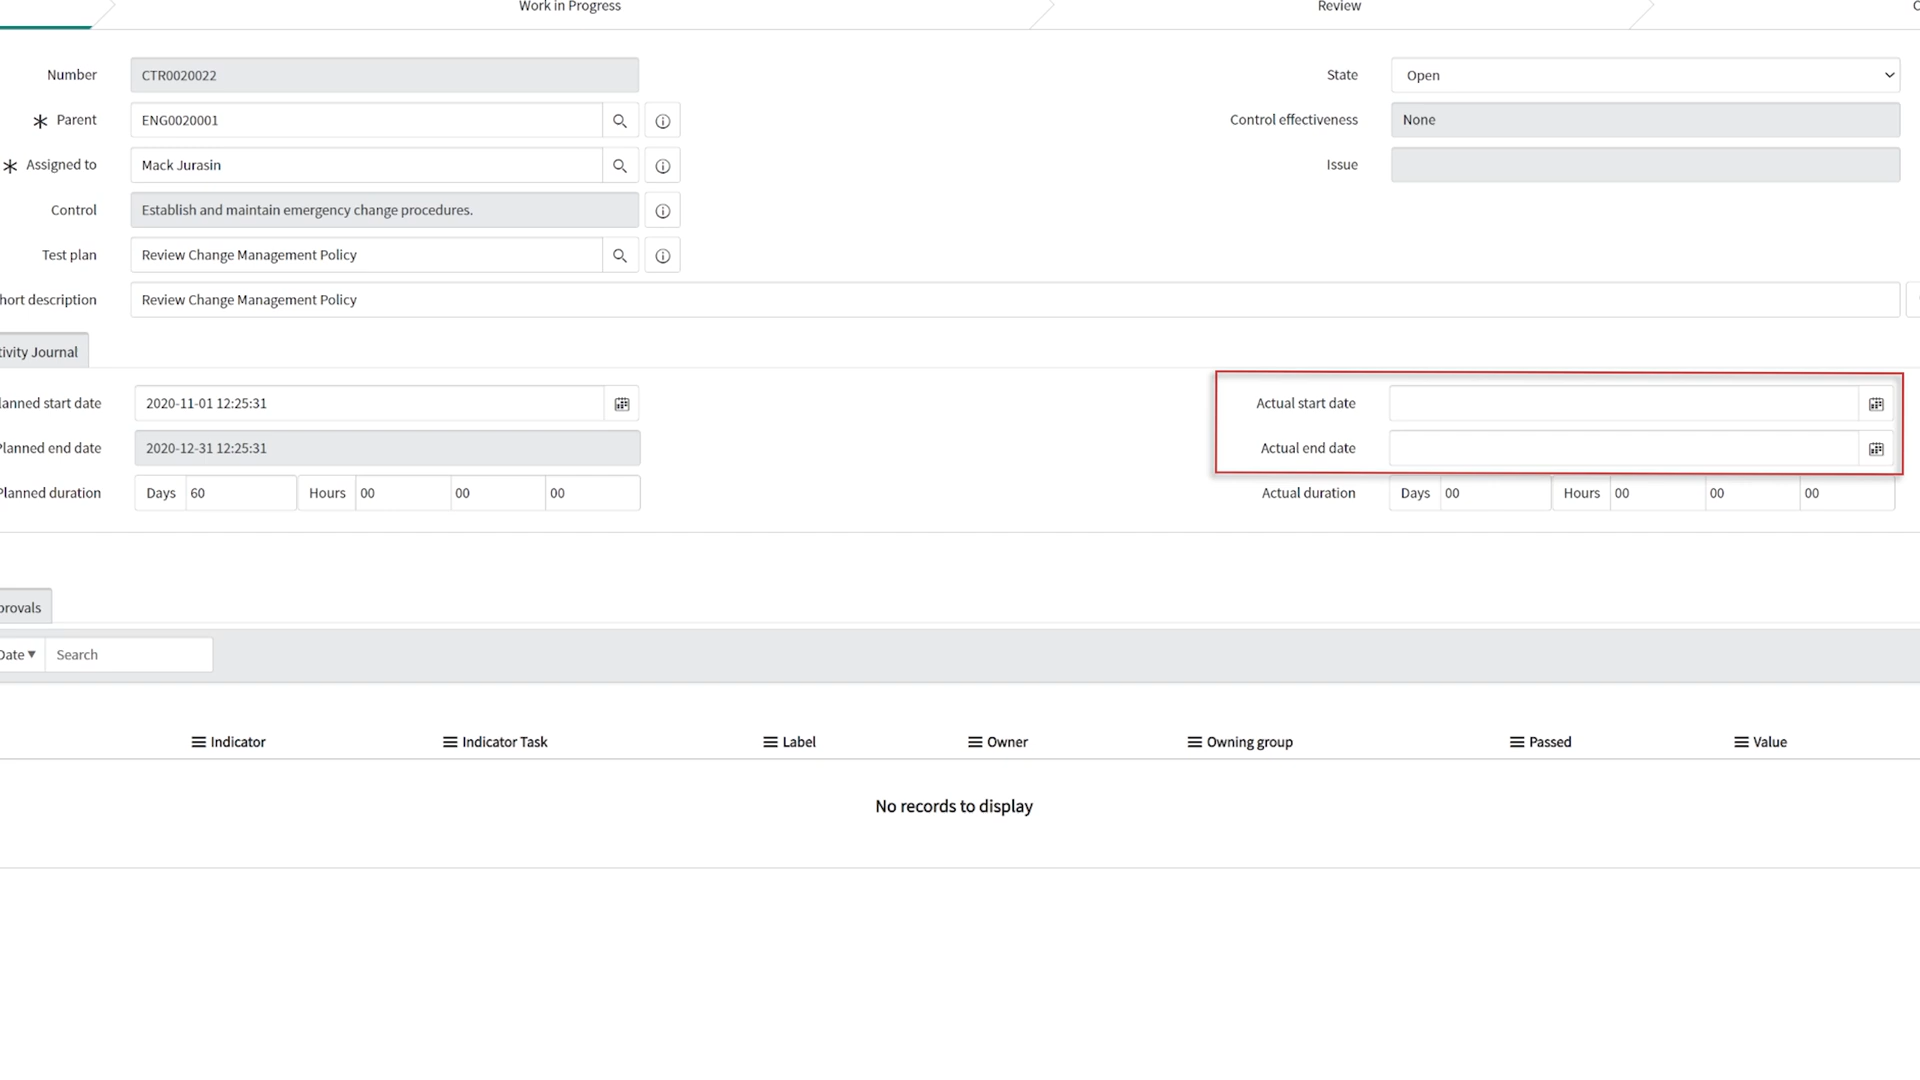 Work in Progress
Review
Number CTR0020022
State Open
Parent ENG0020001
Control effectiveness None
Assigned to Mack Jurasin
Issue
Control Establish and maintain emergency change procedures.
Test plan Review Change Management Policy
hort description Review Change Management Policy
tivity Journal
lanned start date 2020-11-01 12:25:31
Actual start date
Planned end date 2020-12-31 12:25:31
Actual end date
Planned duration Days 60 Hours 00 00 00
Actual duration Days 00 Hours 00 00 00
provals
Date Search
Indicator Indicator Task Label Owner Owning group Passed Value
No records to display